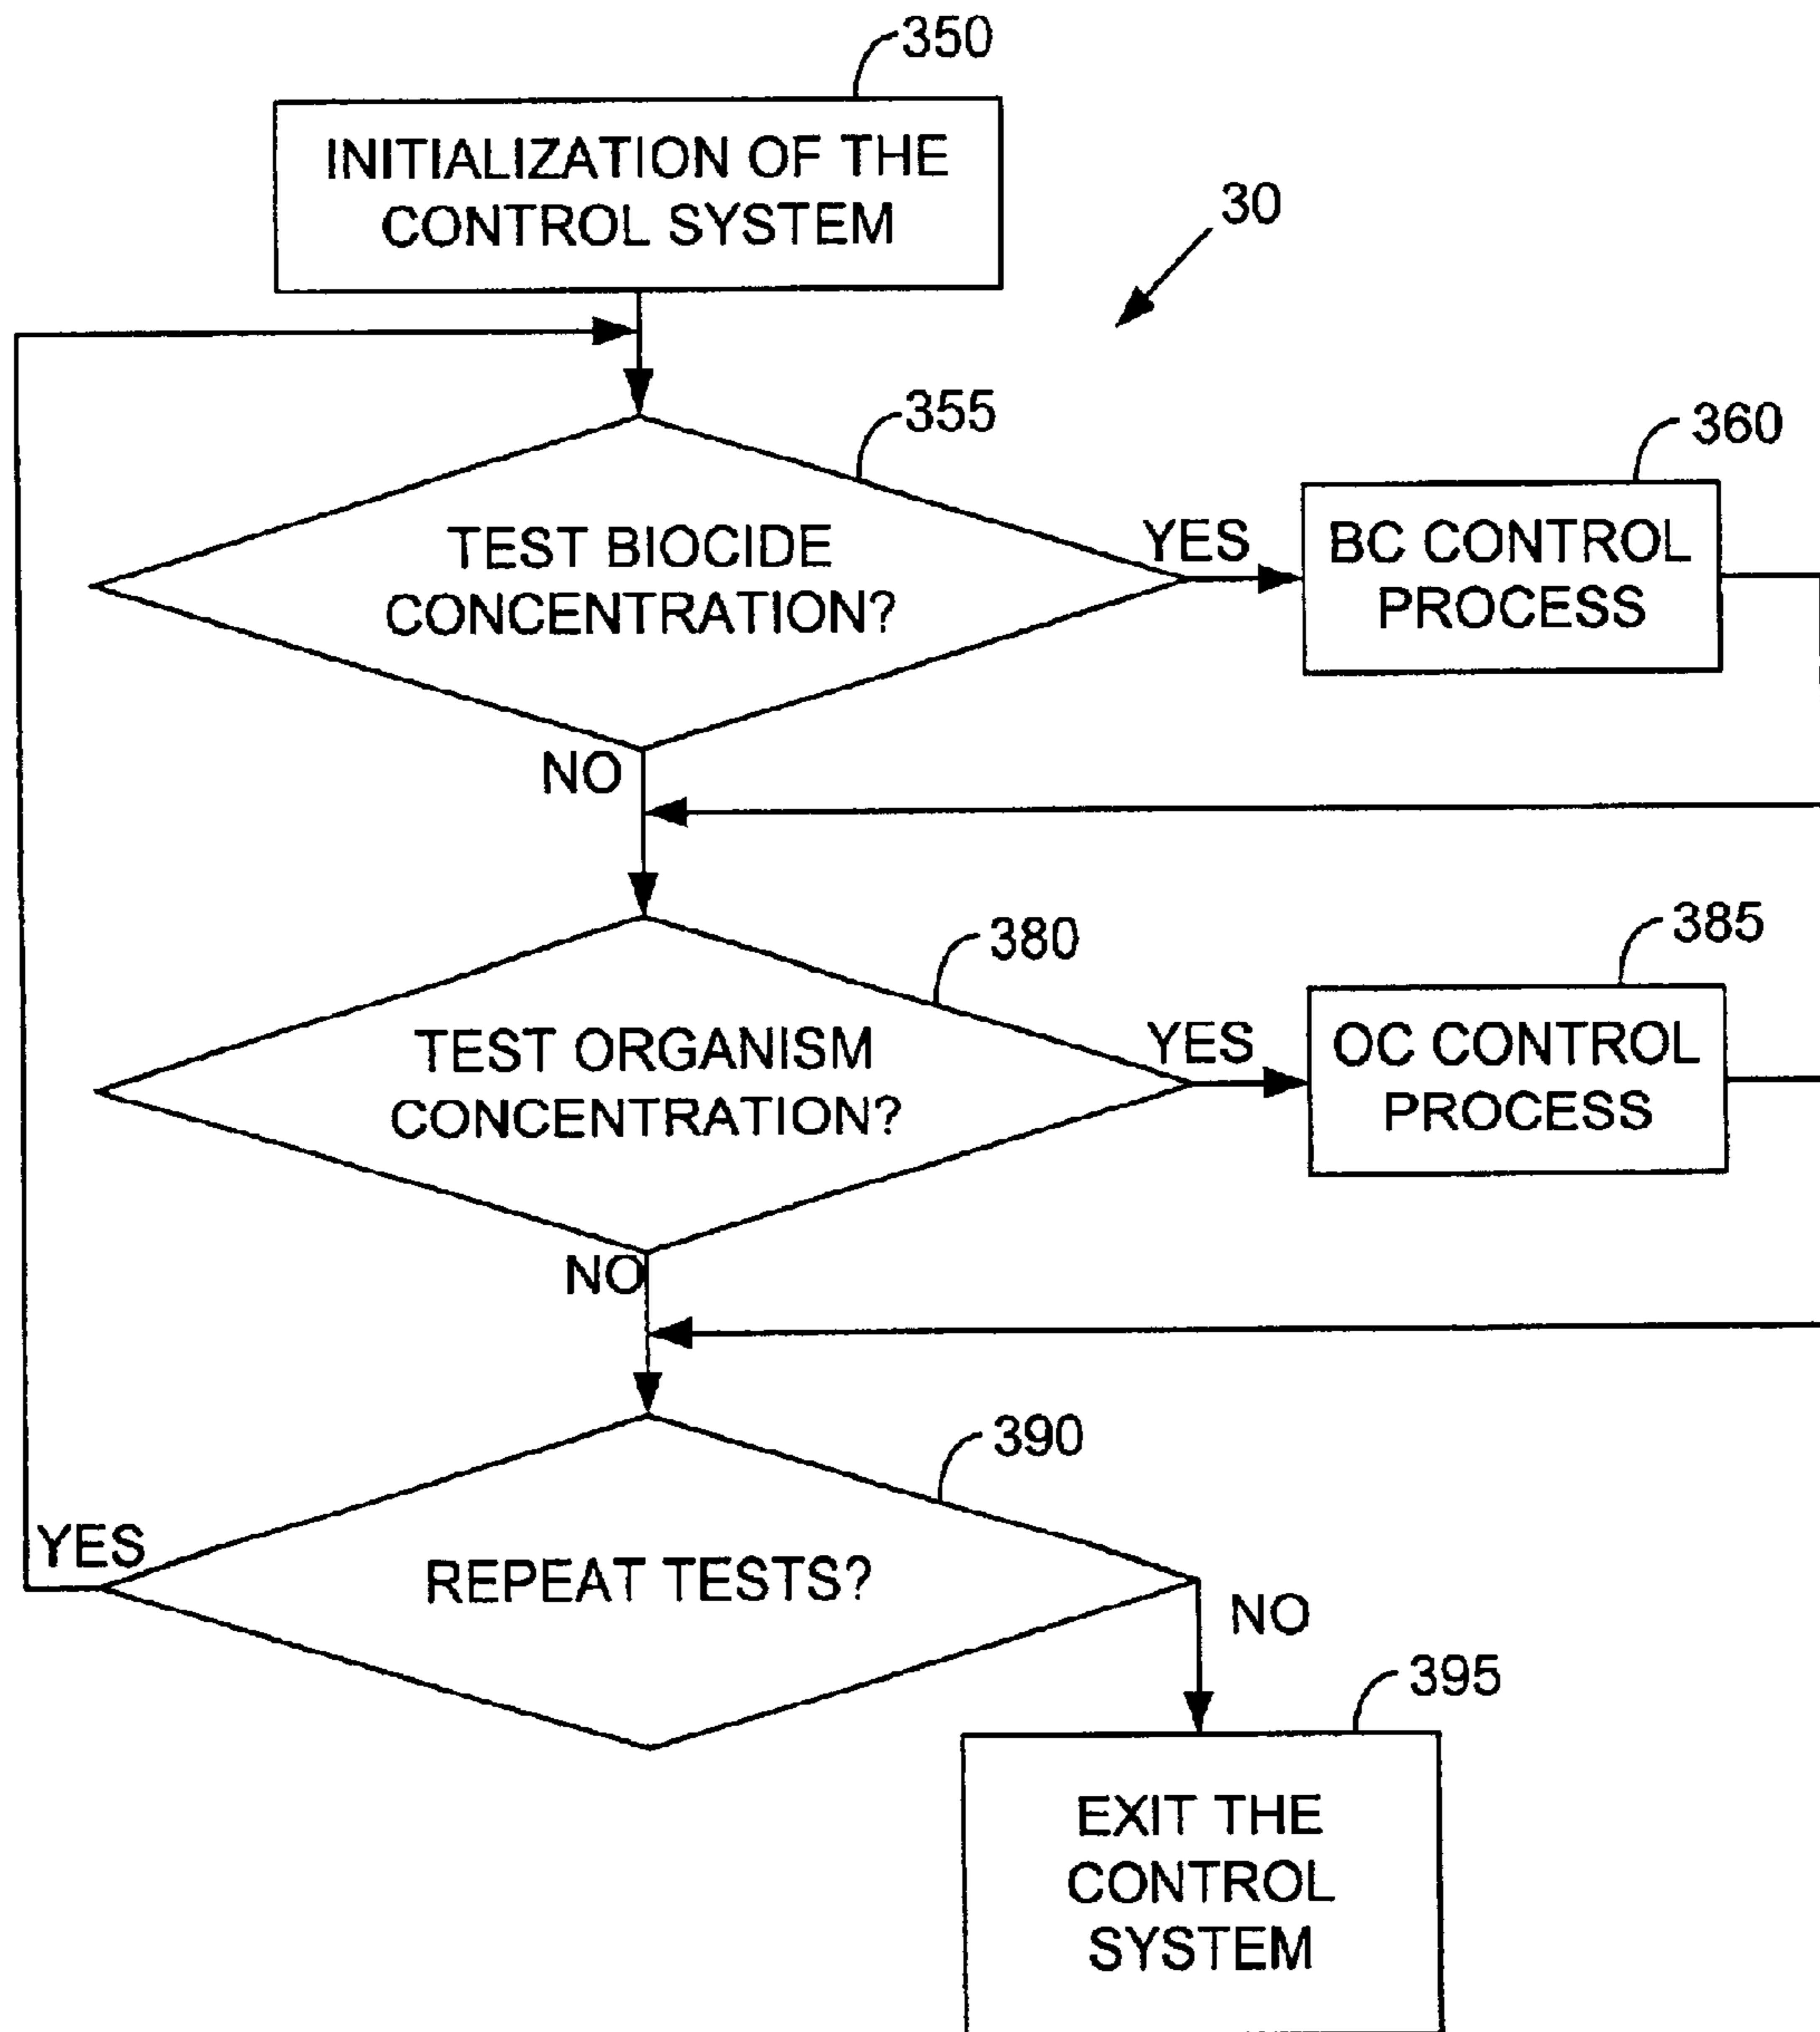 350
INITIALIZATION OF THE
CONTROL SYSTEM
30
355
TEST BIOCIDE
CONCENTRATION?
YES
360
BC CONTROL
PROCESS
NO
380
TEST ORGANISM
CONCENTRATION?
YES
385
OC CONTROL
PROCESS
NO
390
REPEAT TESTS?
YES
NO
395
EXIT THE
CONTROL
SYSTEM